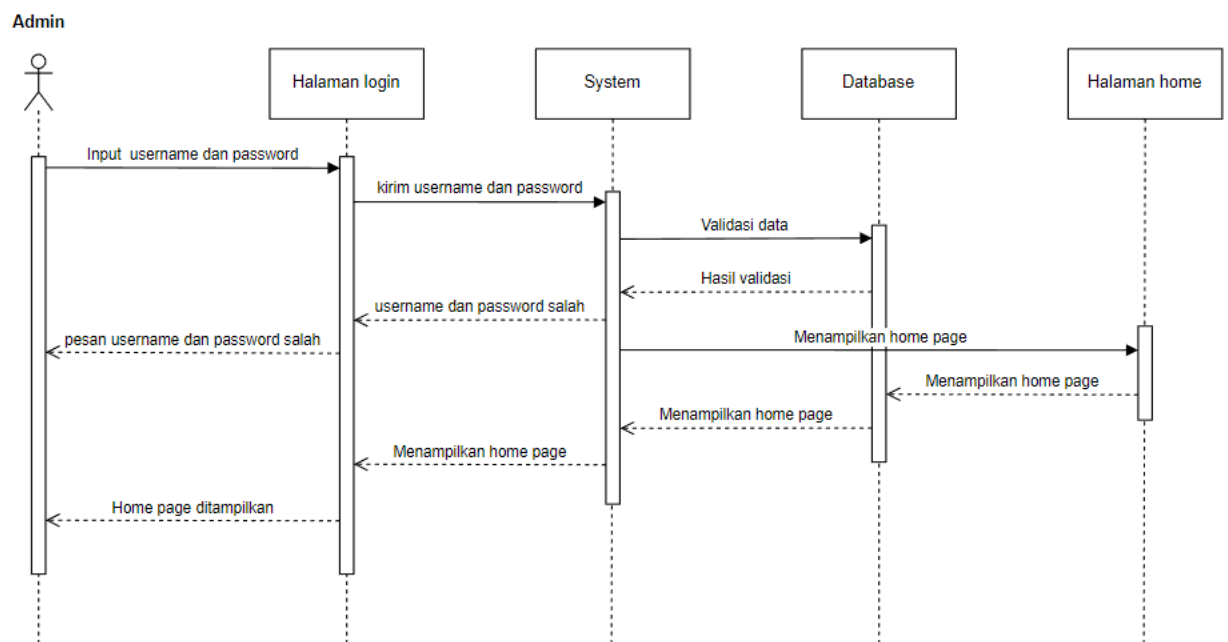 Admin
Halaman login
System
Database
Halaman home
Input username dan password
kirim username dan password
Validasi data
Hasil validasi
username dan password salah
pesan username dan password salah
Menampilkan home page
Menampilkan home page
Menampilkan home page
Menampilkan home page
Home page ditampilkan